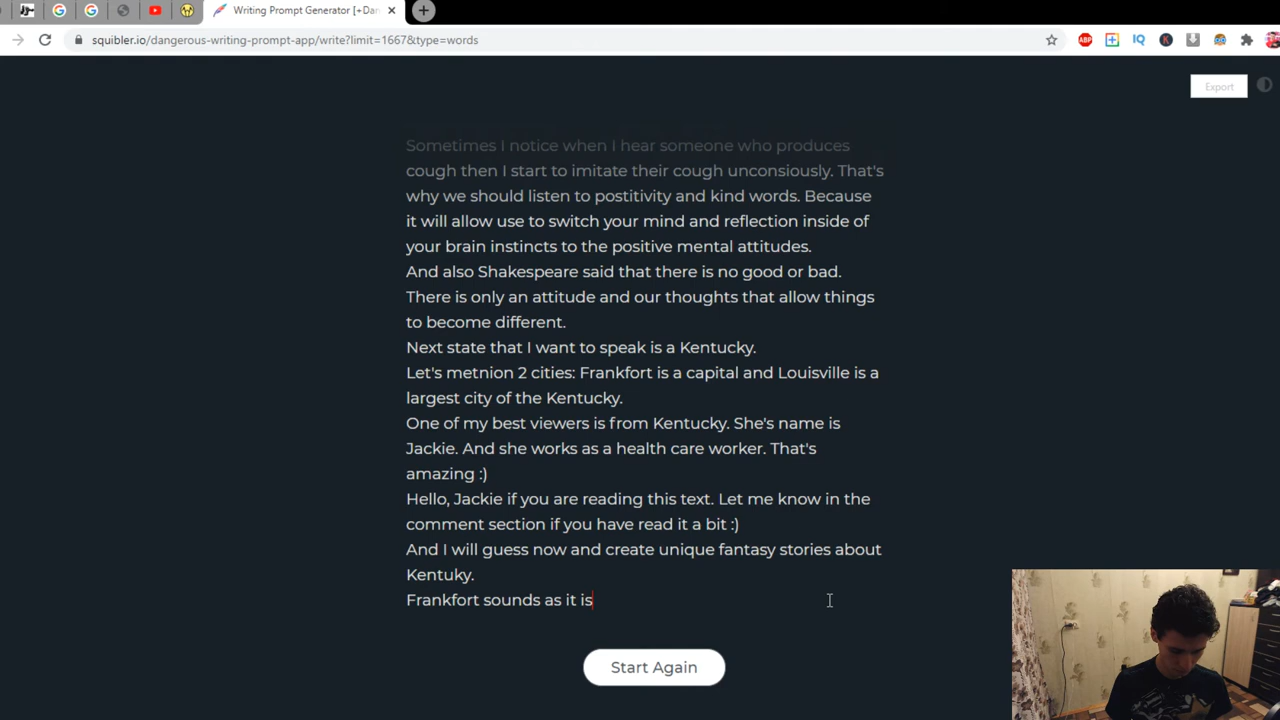 Writing Prompt Generator [+Dan
squibler.io/dangerous-writing-prompt-app/write?limit=1667&type=words
ABP
IQ
K
Export
Sometimes I notice when I hear someone who produces
cough then I start to imitate their cough unconsiously. That's
why we should listen to postitivity and kind words. Because
it will allow use to switch your mind and reflection inside of
your brain instincts to the positive mental attitudes.
And also Shakespeare said that there is no good or bad.
There is only an attitude and our thoughts that allow things
to become different.
Next state that I want to speak is a Kentucky.
Let's metnion 2 cities: Frankfort is a capital and Louisville is a
largest city of the Kentucky.
One of my best viewers is from Kentucky. She's name is
Jackie. And she works as a health care worker. That's
amazing :)
Hello, Jackie if you are reading this text. Let me know in the
comment section if you have read it a bit :)
And I will guess now and create unique fantasy stories about
Kentuky.
Frankfort sounds as it is
Start Again